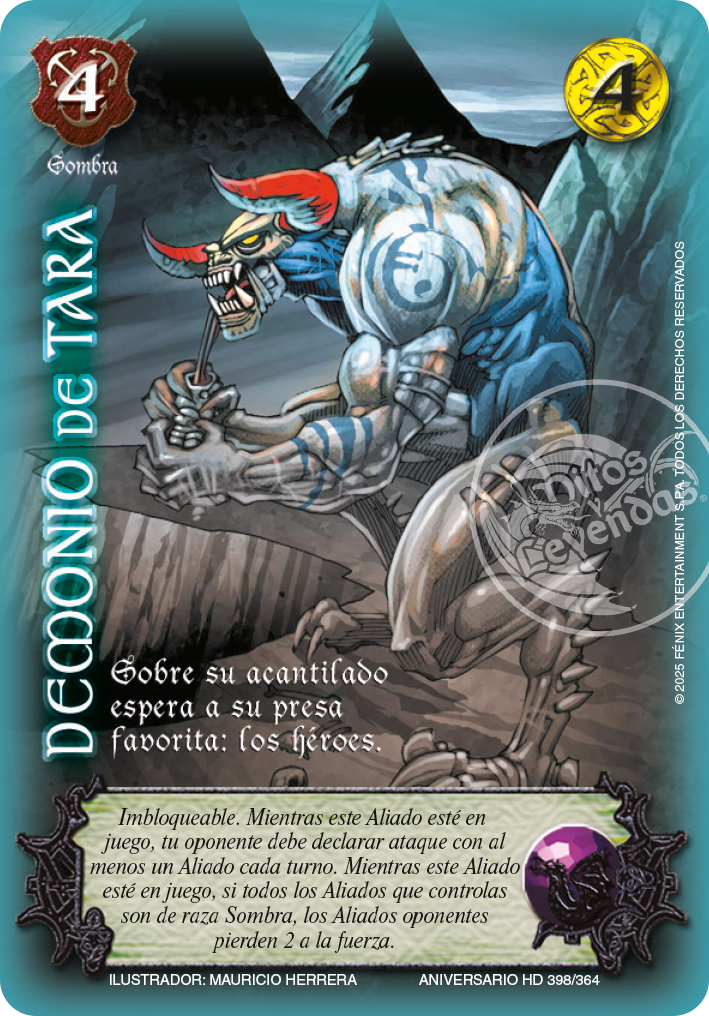 4
4
Sombra
DEMONIO DE TARA
Sobre su acantilado
espera a su presa
favorita: los héroes.
Imbloqueable. Mientras este Aliado esté en
juego, tu oponente debe declarar ataque con al
menos un Aliado cada turno. Mientras este Aliado
esté en juego, si todos los Aliados que controlas
son de raza Sombra, los Aliados oponentes
pierden 2 a la fuerza.
ILUSTRADOR: MAURICIO HERRERA
ANIVERSARIO HD 398/364
©2025 FÉNIX ENTERTAINMENT S.P.A. TODOS LOS DERECHOS RESERVADOS
Mitos
y
Leyendas®